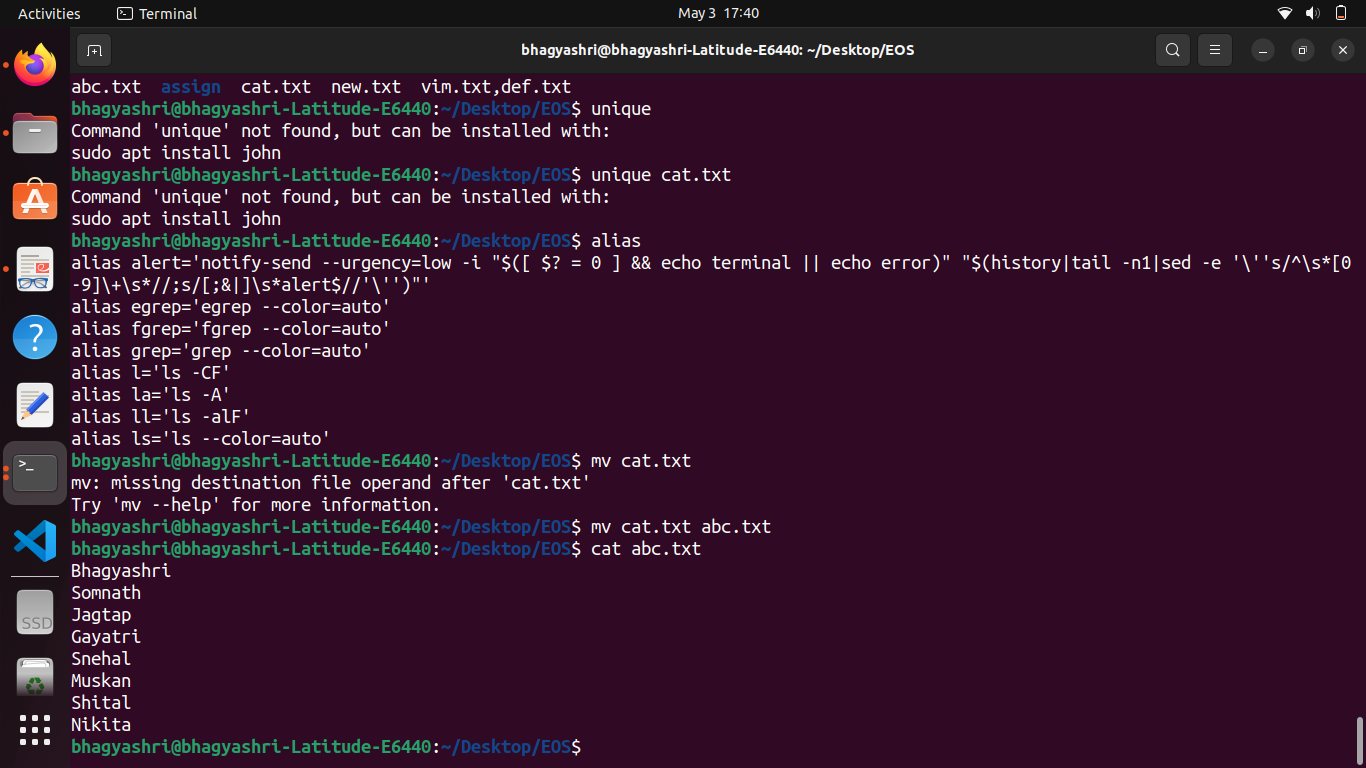 Activities Terminal May 3 17:40
bhagyashri@bhagyashri-Latitude-E6440: ~/Desktop/EOS
abc.txt assign cat.txt new.txt vim.txt,def.txt
bhagyashri@bhagyashri-Latitude-E6440:~/Desktop/EOS$ unique
Command 'unique' not found, but can be installed with:
sudo apt install john
bhagyashri@bhagyashri-Latitude-E6440:~/Desktop/EOS$ unique cat.txt
Command 'unique' not found, but can be installed with:
sudo apt install john
bhagyashri@bhagyashri-Latitude-E6440:~/Desktop/EOS$ alias
alias alert='notify-send --urgency=low -i "$([ $? = 0 ] && echo terminal || echo error)" "$(history|tail -n1|sed -e '\''s/^\s*[0
-9]\+\s*//;s/[;&|]\s*alert$//'\'')"'
alias egrep='egrep --color=auto'
alias fgrep='fgrep --color=auto'
alias grep='grep --color=auto'
alias l='ls -CF'
alias la='ls -A'
alias ll='ls -alF'
alias ls='ls --color=auto'
bhagyashri@bhagyashri-Latitude-E6440:~/Desktop/EOS$ mv cat.txt
mv: missing destination file operand after 'cat.txt'
Try 'mv --help' for more information.
bhagyashri@bhagyashri-Latitude-E6440:~/Desktop/EOS$ mv cat.txt abc.txt
bhagyashri@bhagyashri-Latitude-E6440:~/Desktop/EOS$ cat abc.txt
Bhagyashri
Somnath
Jagtap
Gayatri
Snehal
Muskan
Shital
Nikita
bhagyashri@bhagyashri-Latitude-E6440:~/Desktop/EOS$
SSD